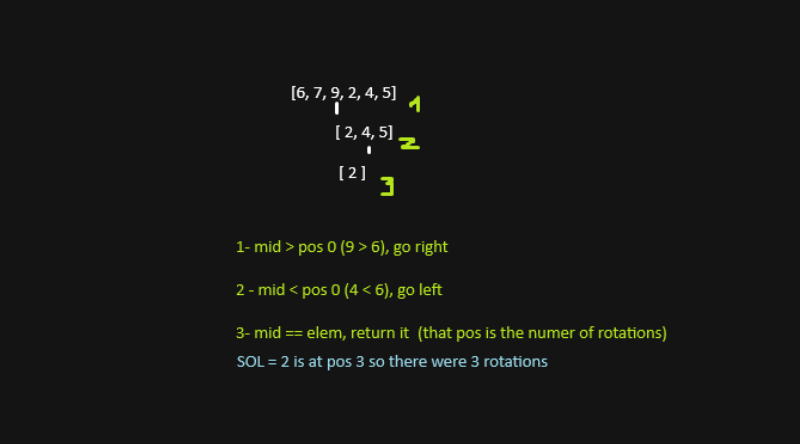 [6, 7, 9, 2, 4, 5] 1
[ 2, 4, 5] 2
[ 2 ] 3
1- mid > pos 0 (9 > 6), go right
2 - mid < pos 0 (4 < 6), go left
3- mid == elem, return it (that pos is the numer of rotations)
SOL = 2 is at pos 3 so there were 3 rotations